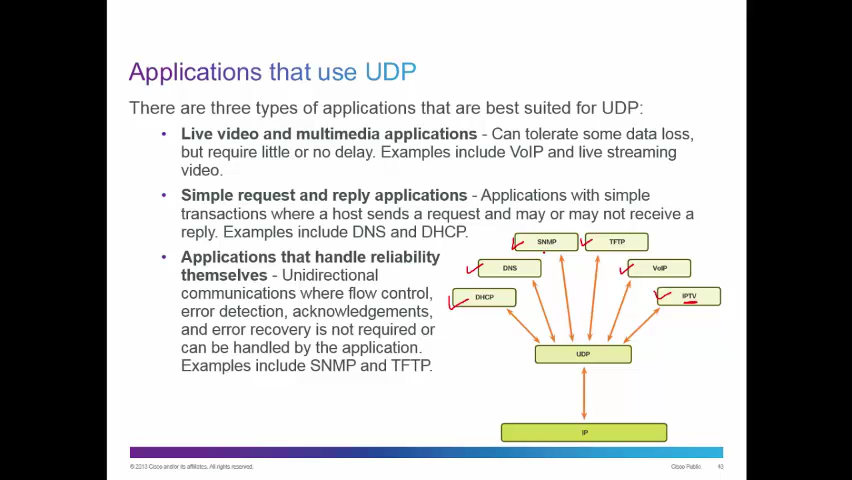 Applications that use UDP
There are three types of applications that are best suited for UDP:
• Live video and multimedia applications - Can tolerate some data loss,
but require little or no delay. Examples include VoIP and live streaming
video.
• Simple request and reply applications - Applications with simple
transactions where a host sends a request and may or may not receive a
reply. Examples include DNS and DHCP.
• Applications that handle reliability
themselves - Unidirectional
communications where flow control,
error detection, acknowledgements,
and error recovery is not required or
can be handled by the application.
Examples include SNMP and TFTP.
SNMP
TFTP
DNS
VoIP
DHCP
IPTV
UDP
IP
© 2013 Cisco and/or its affiliates. All rights reserved.
Cisco Public
43